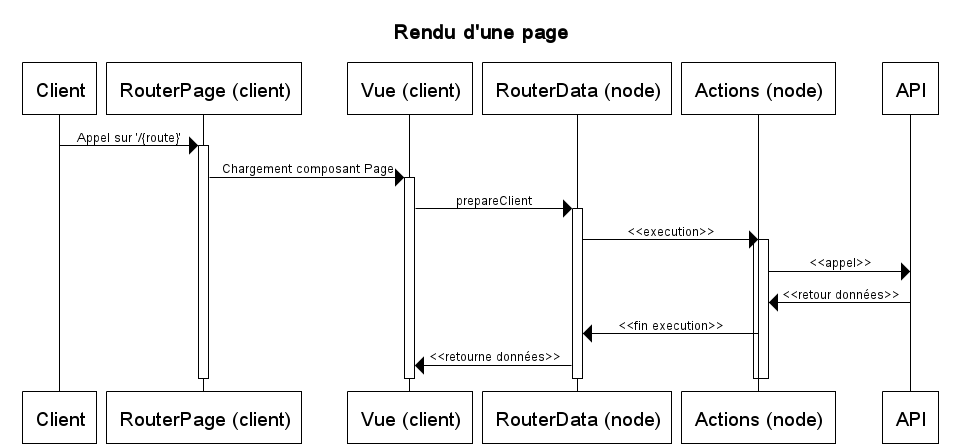 Rendu d'une page
Client
RouterPage (client)
Vue (client)
RouterData (node)
Actions (node)
API
Appel sur '/{route}'
Chargement composant Page
prepareClient
<<execution>>
<<appel>>
<<retour données>>
<<fin execution>>
<<retourne données>>
Client
RouterPage (client)
Vue (client)
RouterData (node)
Actions (node)
API